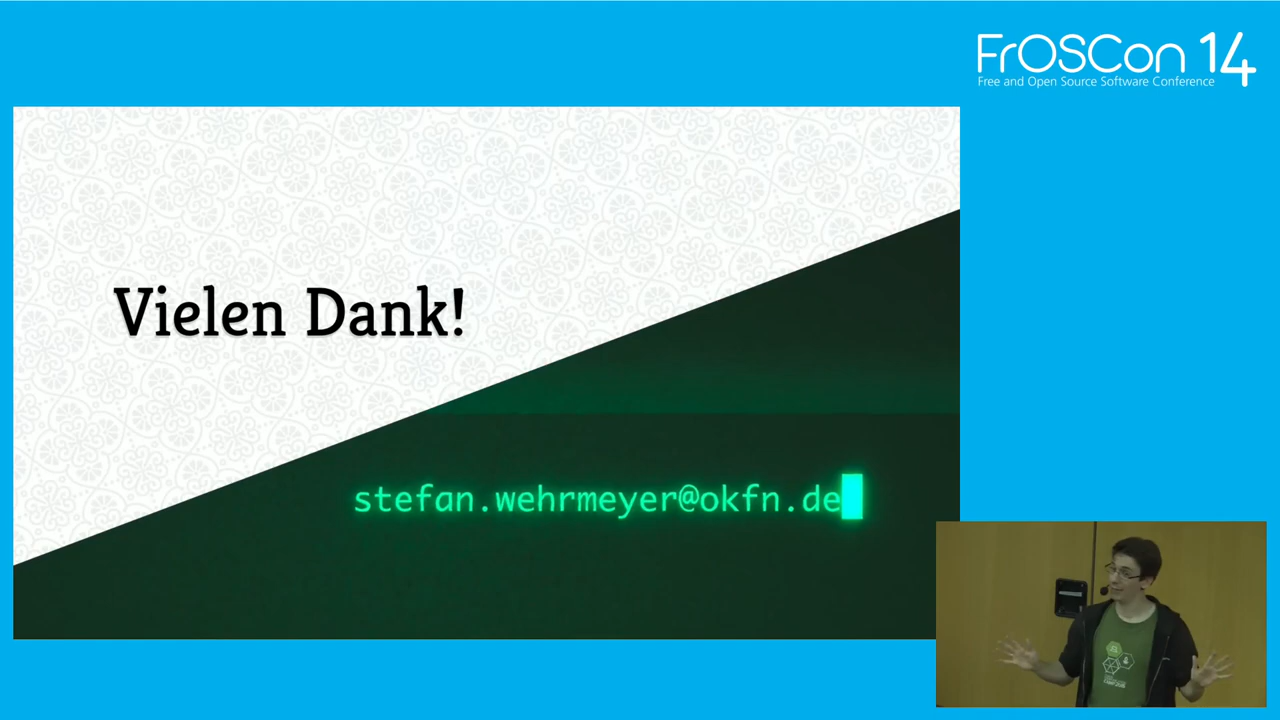 FrOSCon 14
Free and Open Source Software Conference
Vielen Dank!
stefan.wehrmeyer@okfn.de